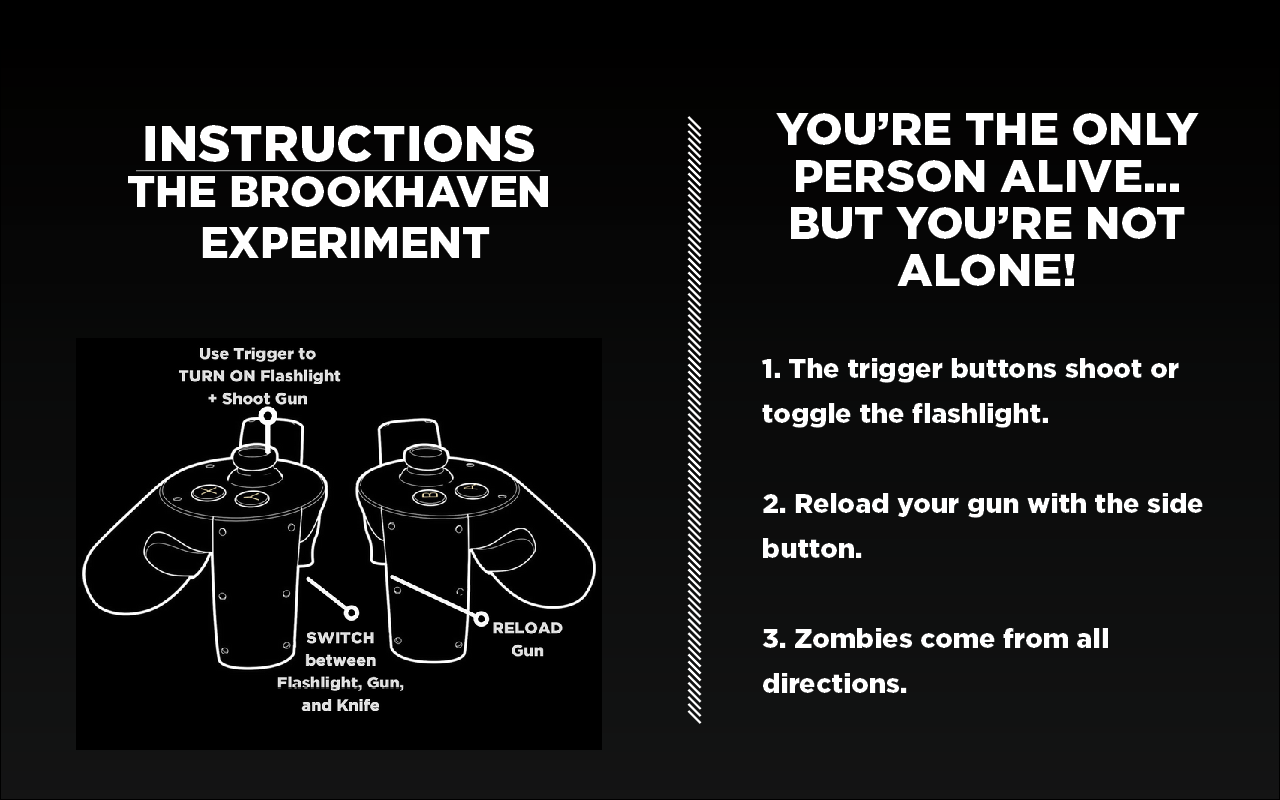 INSTRUCTIONS
THE BROOKHAVEN
EXPERIMENT
Use Trigger to
TURN ON Flashlight
+ Shoot Gun
X
Y
B
A
SWITCH
between
Flashlight, Gun,
and Knife
RELOAD
Gun
YOU’RE THE ONLY
PERSON ALIVE...
BUT YOU’RE NOT
ALONE!
1. The trigger buttons shoot or
toggle the flashlight.
2. Reload your gun with the side
button.
3. Zombies come from all
directions.